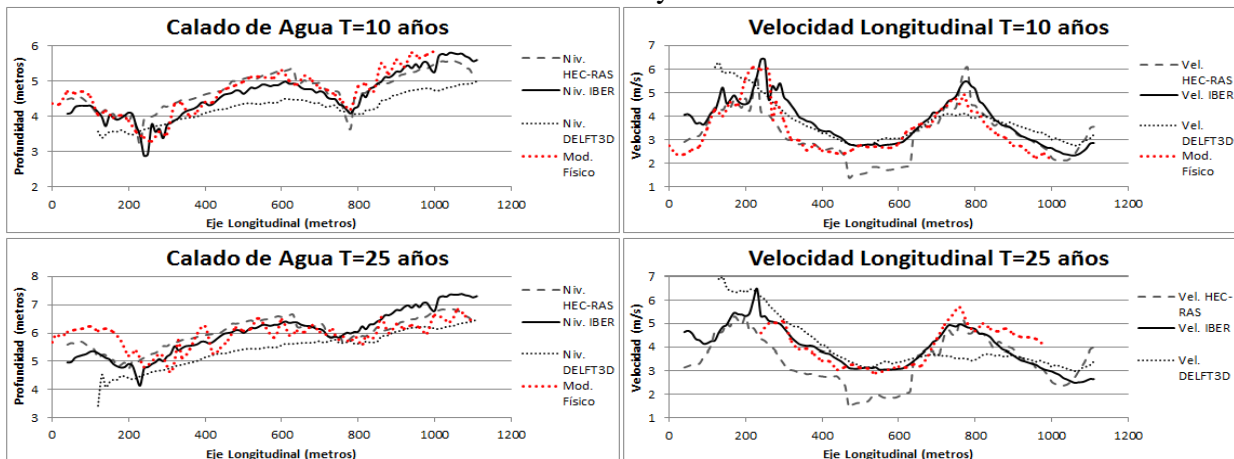 y
Calado de Agua T=10 años
Profundidad (metros)
6
5
4
3
2
0
200
400
600
800
1000
1200
Eje Longitudinal (metros)
Niv.
HEC-RAS
Niv. IBER
Niv.
DELFT3D
Mod.
Físico
Velocidad Longitudinal T=10 años
Velocidad (m/s)
7
6
5
4
3
2
1
0
200
400
600
800
1000
1200
Eje Longitudinal (metros)
Vel.
HEC-RAS
Vel. IBER
Vel.
DELFT3D
Mod.
Físico
Calado de Agua T=25 años
Profundidad (metros)
8
7
6
5
4
3
0
200
400
600
800
1000
1200
Eje Longitudinal (metros)
Niv.
HEC-RAS
Niv. IBER
Niv.
DELFT3D
Mod.
Físico
Velocidad Longitudinal T=25 años
Velocidad (m/s)
7
6
5
4
3
2
1
0
200
400
600
800
1000
1200
Eje Longitudinal (metros)
Vel. HEC-
RAS
Vel. IBER
Vel.
DELFT3D